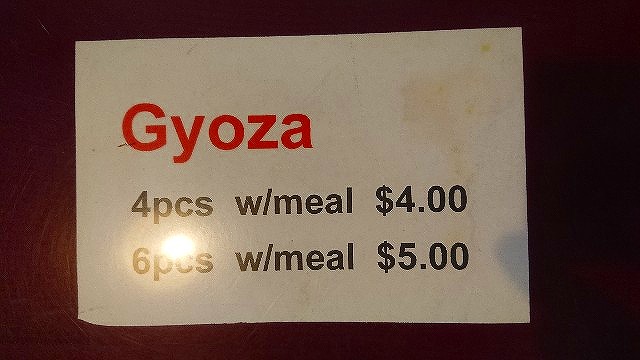 Gyoza
4pcs w/meal $4.00
6pcs w/meal $5.00